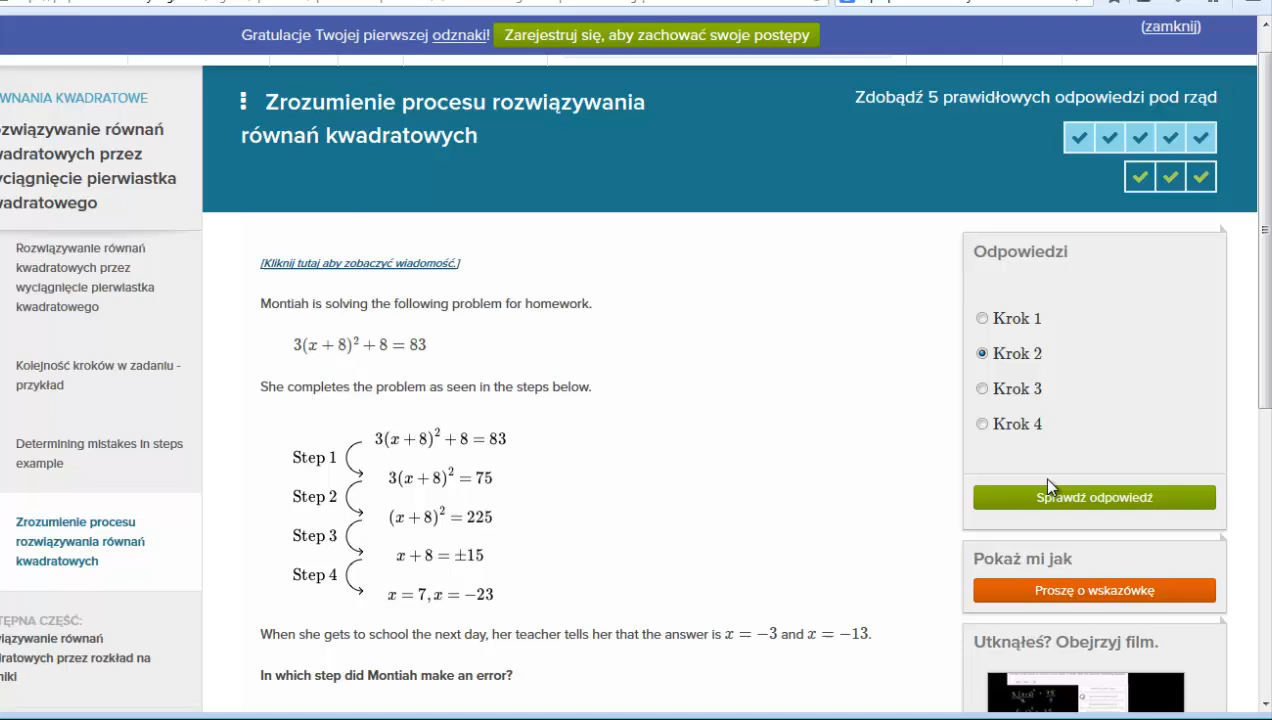 Gratulacje Twojej pierwszej odznaki! Zarejestruj się, aby zachować swoje postępy
(zamknij)
WNANIA KWADRATOWE
ozwiązywanie równań
wadratowych przez
yciągnięcie pierwiastka
wadratowego
Rozwiązywanie równań
kwadratowych przez
wyciągnięcie pierwiastka
kwadratowego
Kolejność kroków w zadaniu -
przykład
Determining mistakes in steps
example
Zrozumienie procesu
rozwiązywania równań
kwadratowych
TĘPNA CZĘŚĆ:
wiązywanie równań
dratowych przez rozkład na
niki
Zrozumienie procesu rozwiązywania
równań kwadratowych
Zdobądź 5 prawidłowych odpowiedzi pod rząd
[Kliknij tutaj aby zobaczyć wiadomość.]
Montiah is solving the following problem for homework.
3(x + 8)² + 8 = 83
She completes the problem as seen in the steps below.
3(x + 8)² + 8 = 83
Step 1
3(x + 8)² = 75
Step 2
(x + 8)² = 225
Step 3
x + 8 = ±15
Step 4
x = 7, x = −23
When she gets to school the next day, her teacher tells her that the answer is x = −3 and x = −13.
In which step did Montiah make an error?
Odpowiedzi
Krok 1
Krok 2
Krok 3
Krok 4
Sprawdź odpowiedź
Pokaż mi jak
Proszę o wskazówkę
Utknąłeś? Obejrzyj film.